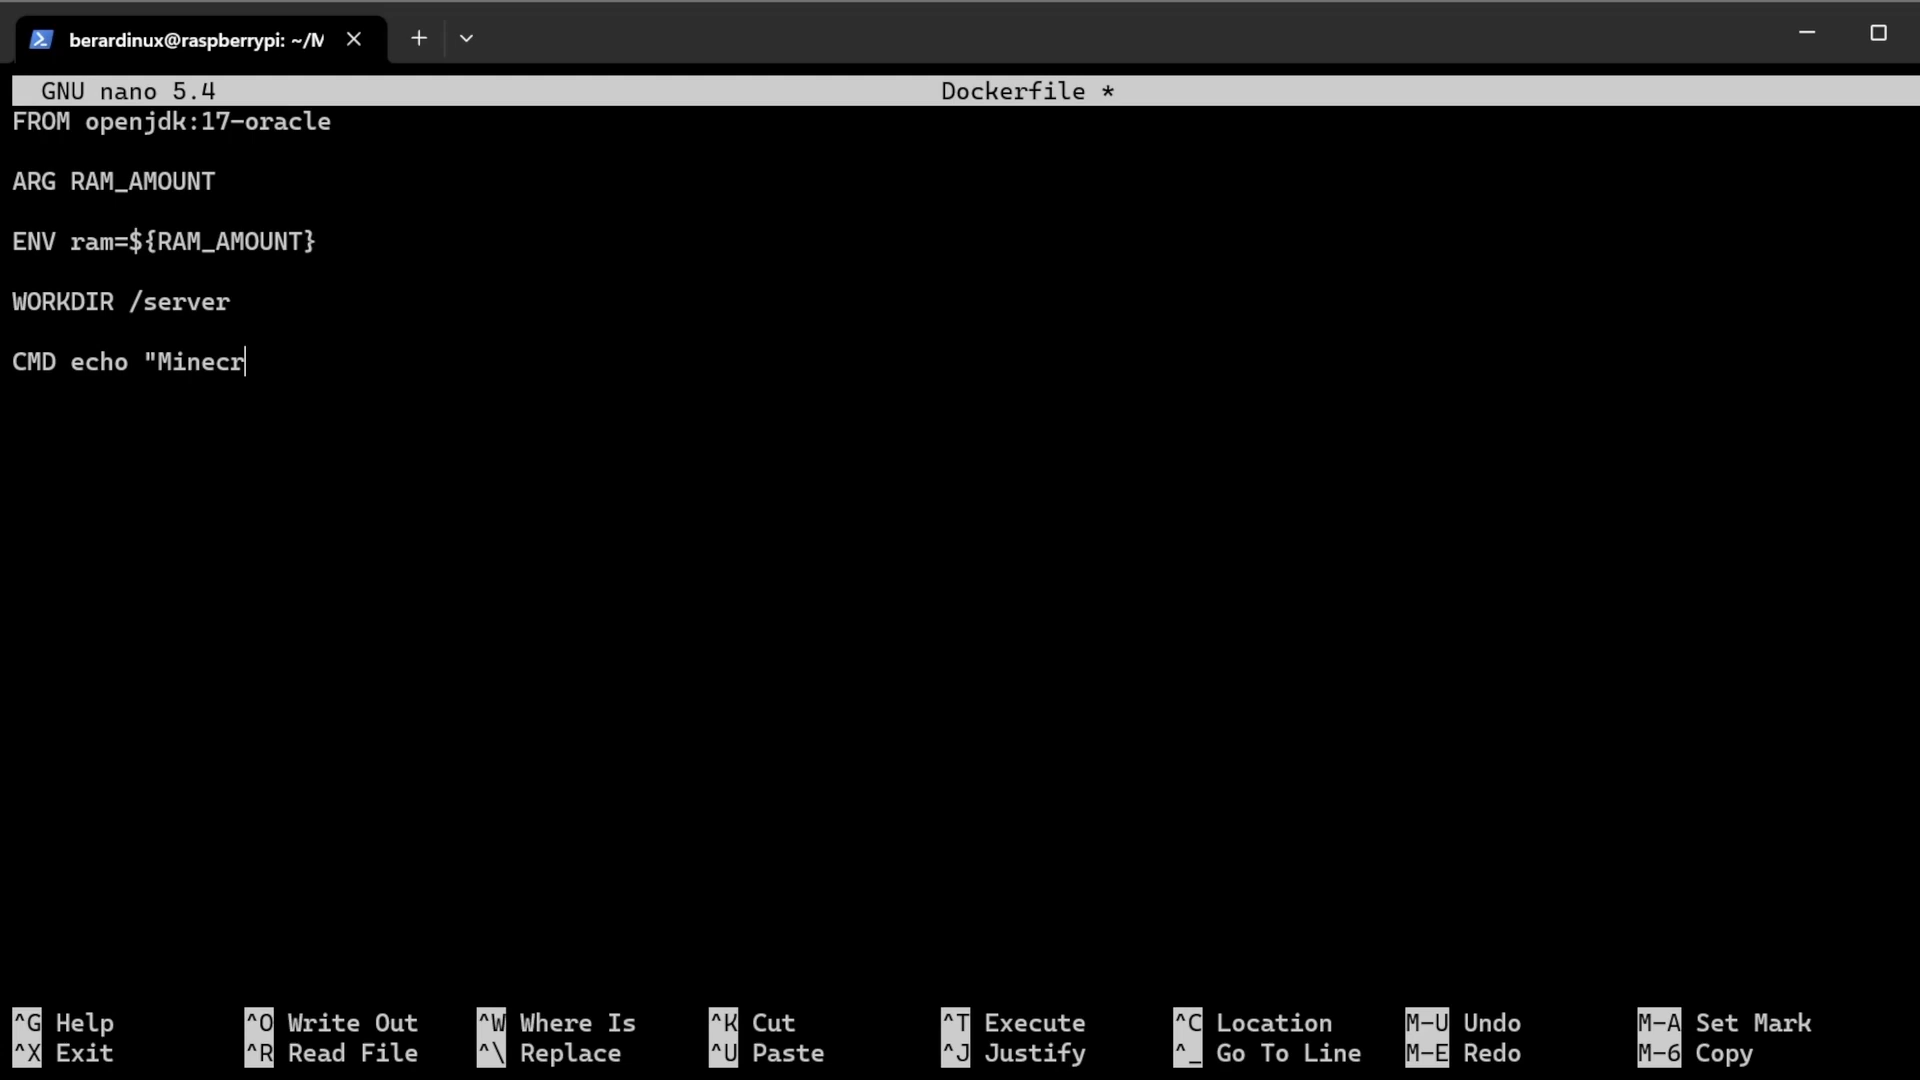 berardinux@raspberrypi: ~/M
GNU nano 5.4 Dockerfile *
FROM openjdk:17-oracle
ARG RAM_AMOUNT
ENV ram=${RAM_AMOUNT}
WORKDIR /server
CMD echo "Minecr
^G Help ^O Write Out ^W Where Is ^K Cut ^T Execute ^C Location M-U Undo M-A Set Mark
^X Exit ^R Read File ^\ Replace ^U Paste ^J Justify ^_ Go To Line M-E Redo M-6 Copy